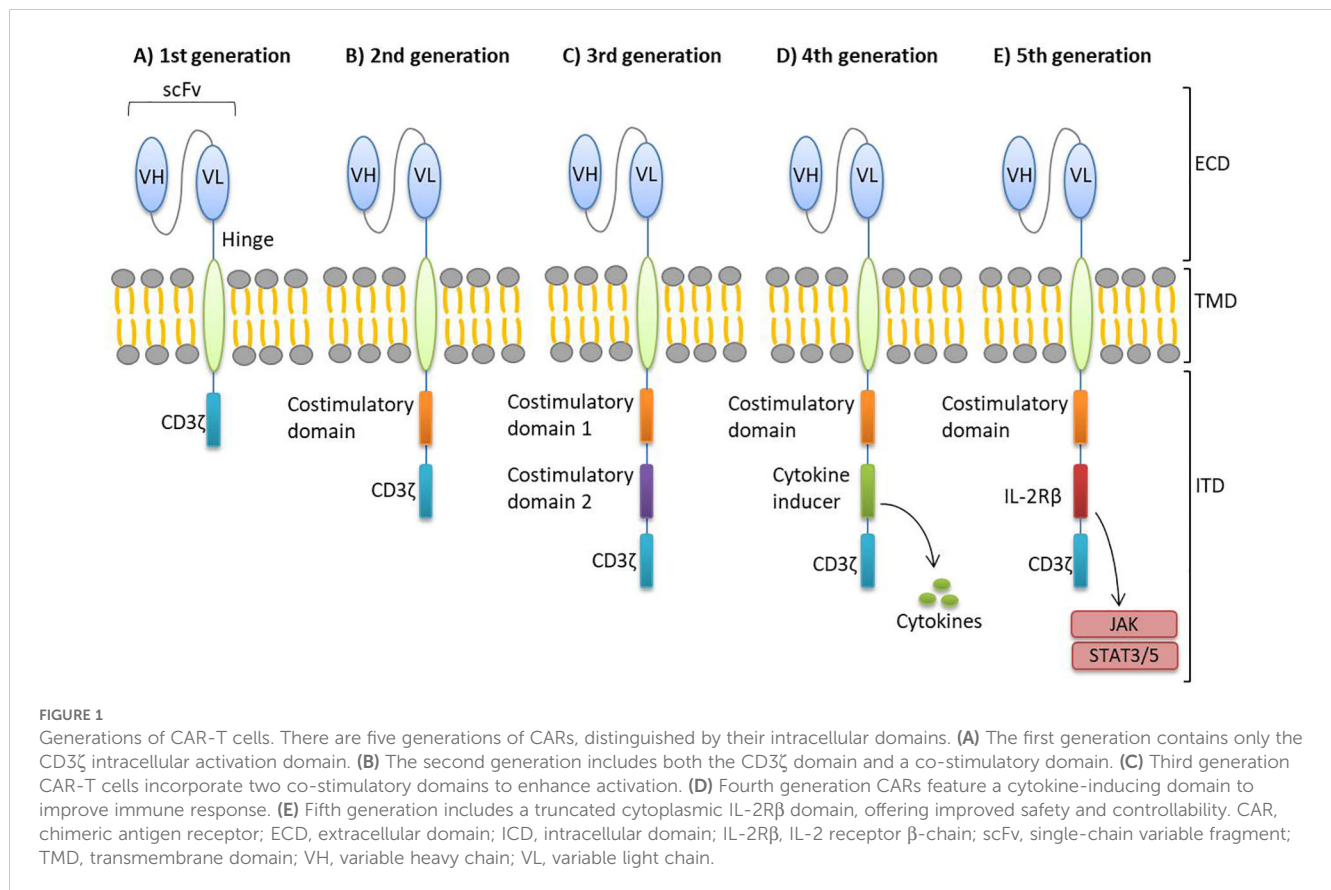 A) 1st generation
B) 2nd generation
C) 3rd generation
D) 4th generation
E) 5th generation
scFv
VH
VL
VH
VL
VH
VL
VH
VL
VH
VL
ECD
Hinge
TMD
CD3ζ
Costimulatory
domain
CD3ζ
Costimulatory
domain 1
Costimulatory
domain 2
CD3ζ
Costimulatory
domain
Cytokine
inducer
CD3ζ
Cytokines
Costimulatory
domain
IL-2Rβ
CD3ζ
JAK
STAT3/5
ITD
FIGURE 1
Generations of CAR-T cells. There are five generations of CARs, distinguished by their intracellular domains. (A) The first generation contains only the
CD3ζ intracellular activation domain. (B) The second generation includes both the CD3ζ domain and a co-stimulatory domain. (C) Third generation
CAR-T cells incorporate two co-stimulatory domains to enhance activation. (D) Fourth generation CARs feature a cytokine-inducing domain to
improve immune response. (E) Fifth generation includes a truncated cytoplasmic IL-2Rβ domain, offering improved safety and controllability. CAR,
chimeric antigen receptor; ECD, extracellular domain; ICD, intracellular domain; IL-2Rβ, IL-2 receptor β-chain; scFv, single-chain variable fragment;
TMD, transmembrane domain; VH, variable heavy chain; VL, variable light chain.